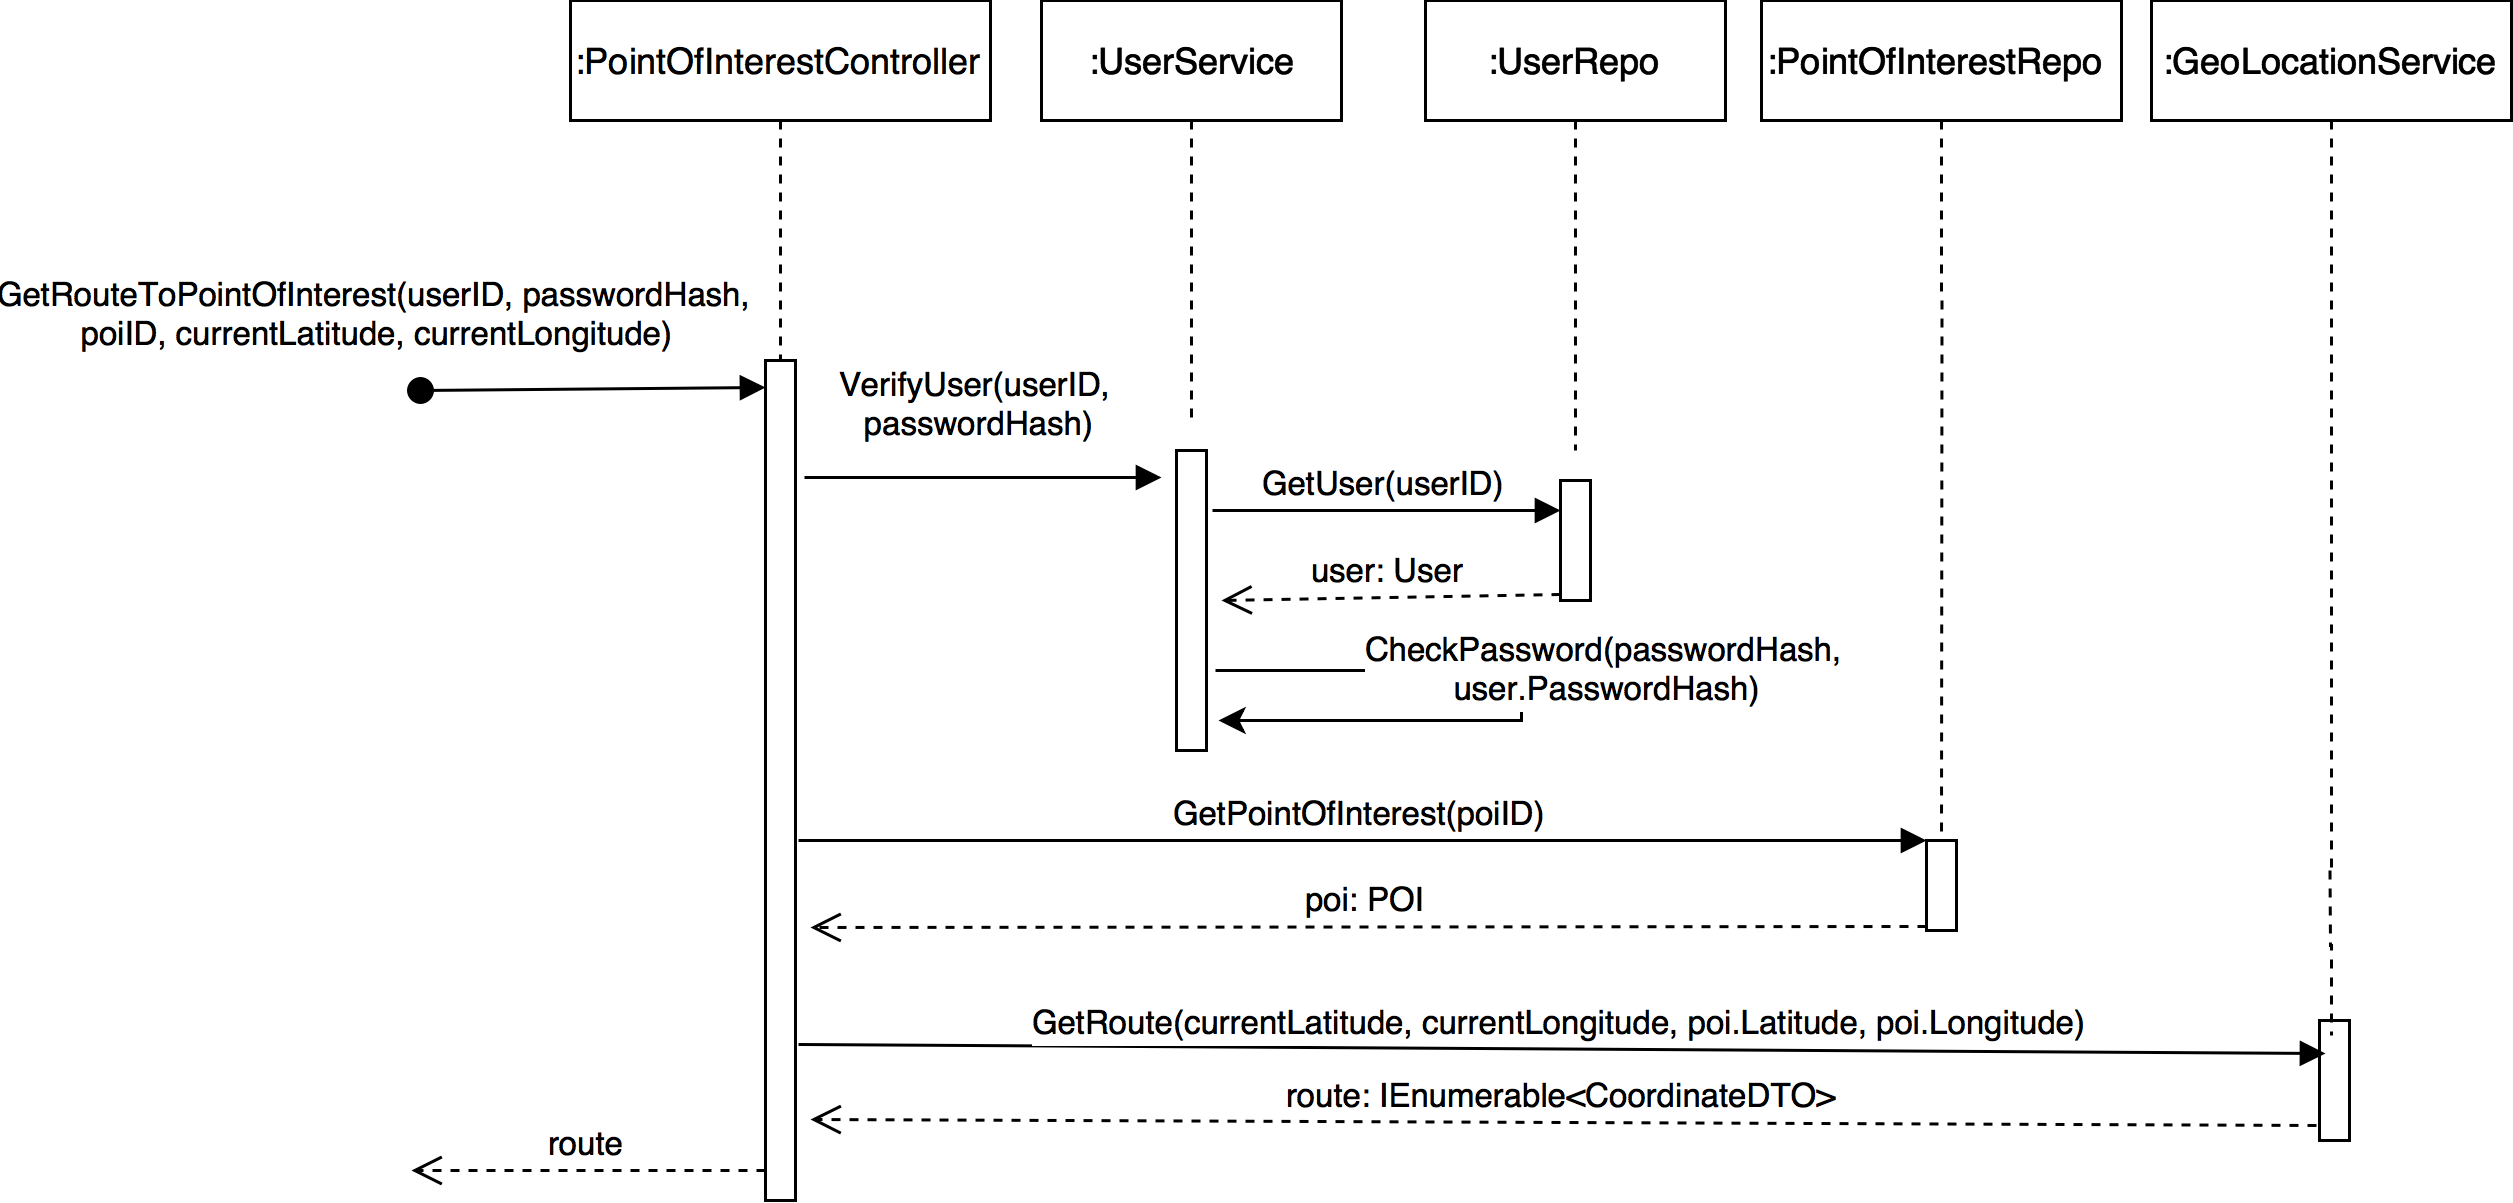 :PointOfInterestController
:UserService
:UserRepo
:PointOfInterestRepo
:GeoLocationService
GetRouteToPointOfInterest(userID, passwordHash,
poiID, currentLatitude, currentLongitude)
VerifyUser(userID,
passwordHash)
GetUser(userID)
user: User
CheckPassword(passwordHash,
user.PasswordHash)
GetPointOfInterest(poiID)
poi: POI
GetRoute(currentLatitude, currentLongitude, poi.Latitude, poi.Longitude)
route: IEnumerable<CoordinateDTO>
route